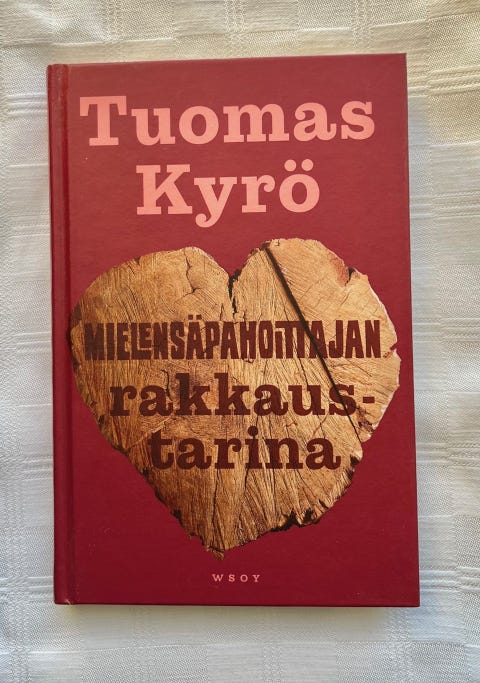 Tuomas
Kyrö
MIELENSÄPAHOITTAJAN
rakkaus-
tarina
WSOY